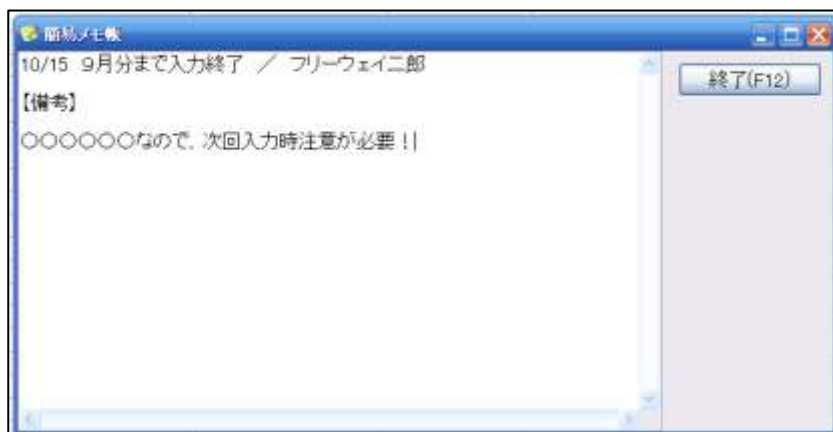 簡易メモ帳
10/15 9月分まで入力終了 ／ フリーウェイ二郎
終了(F12)
【備考】
○○○○○○なので、次回入力時注意が必要！